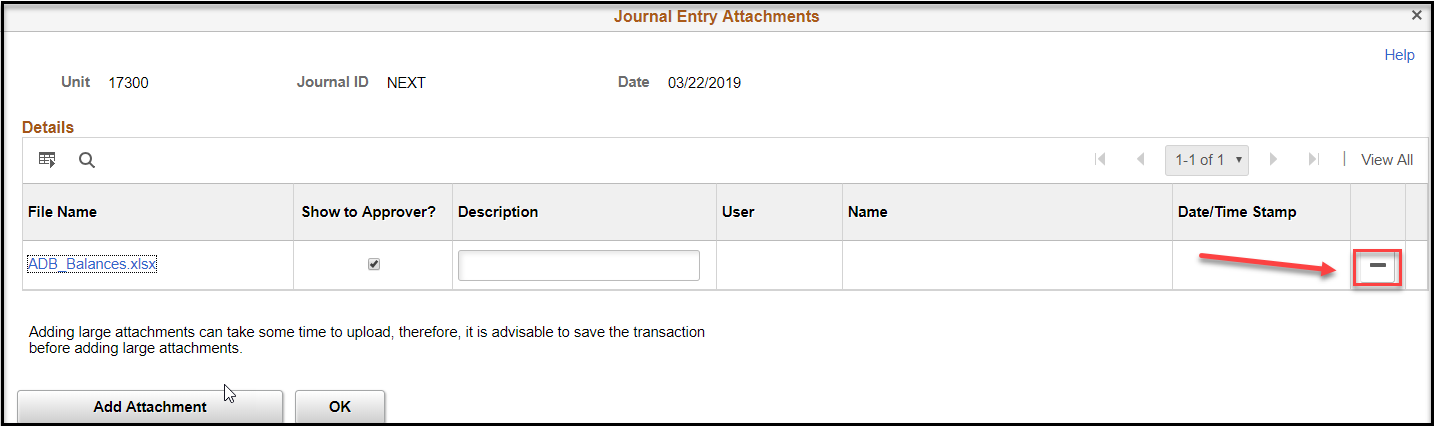 Journal Entry Attachments
Help
Unit 17300 Journal ID NEXT Date 03/22/2019
Details
1-1 of 1 | View All
File Name Show to Approver? Description User Name Date/Time Stamp
ADB_Balances.xlsx
Adding large attachments can take some time to upload, therefore, it is advisable to save the transaction
before adding large attachments.
Add Attachment OK